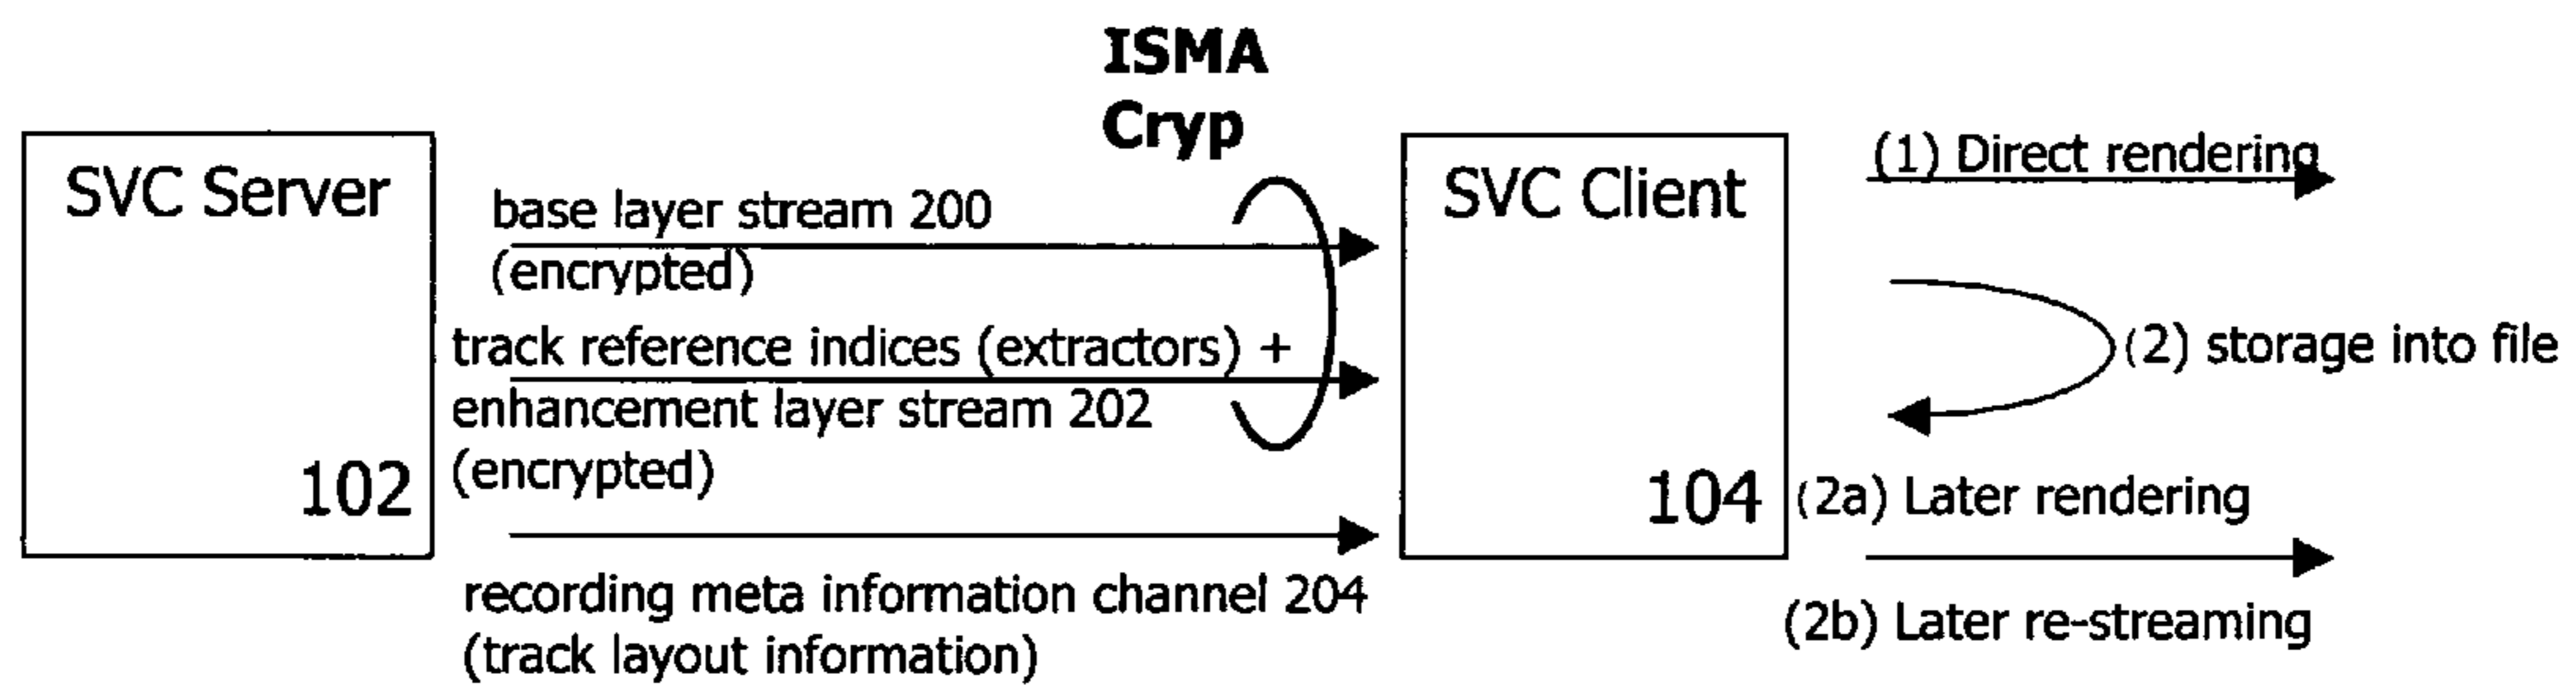 ISMA
Cryp
SVC Server
102
base layer stream 200
(encrypted)
track reference indices (extractors) +
enhancement layer stream 202
(encrypted)
recording meta information channel 204
(track layout information)
SVC Client
104
(1) Direct rendering
(2) storage into file
(2a) Later rendering
(2b) Later re-streaming